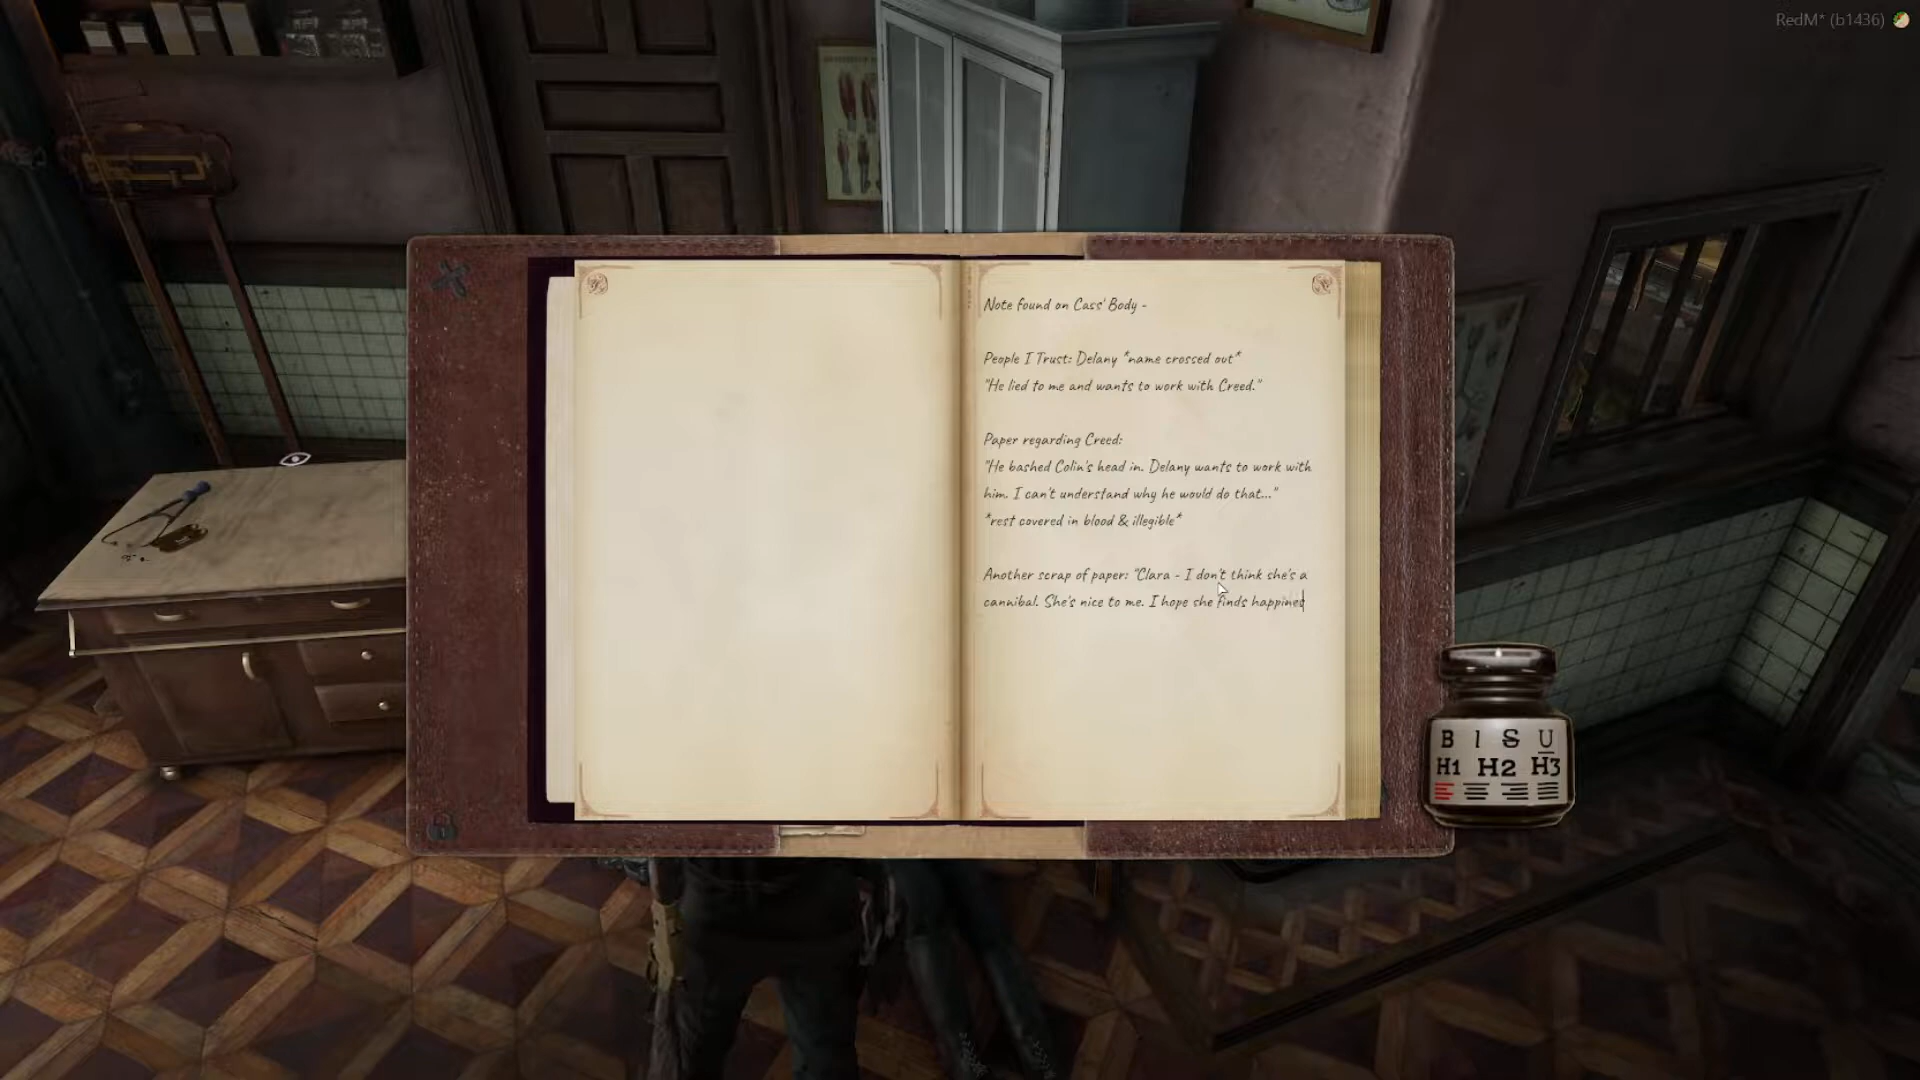 RedM* (b1436)
Note found on Cass' Body -
People I Trust: Delany *name crossed out*
"He lied to me and wants to work with Creed."
Paper regarding Creed:
"He bashed Colin's head in. Delany wants to work with
him. I can't understand why he would do that..."
*rest covered in blood & illegible*
Another scrap of paper: "Clara - I don't think she's a
cannibal. She's nice to me. I hope she finds happines
B I S U
H1 H2 H3